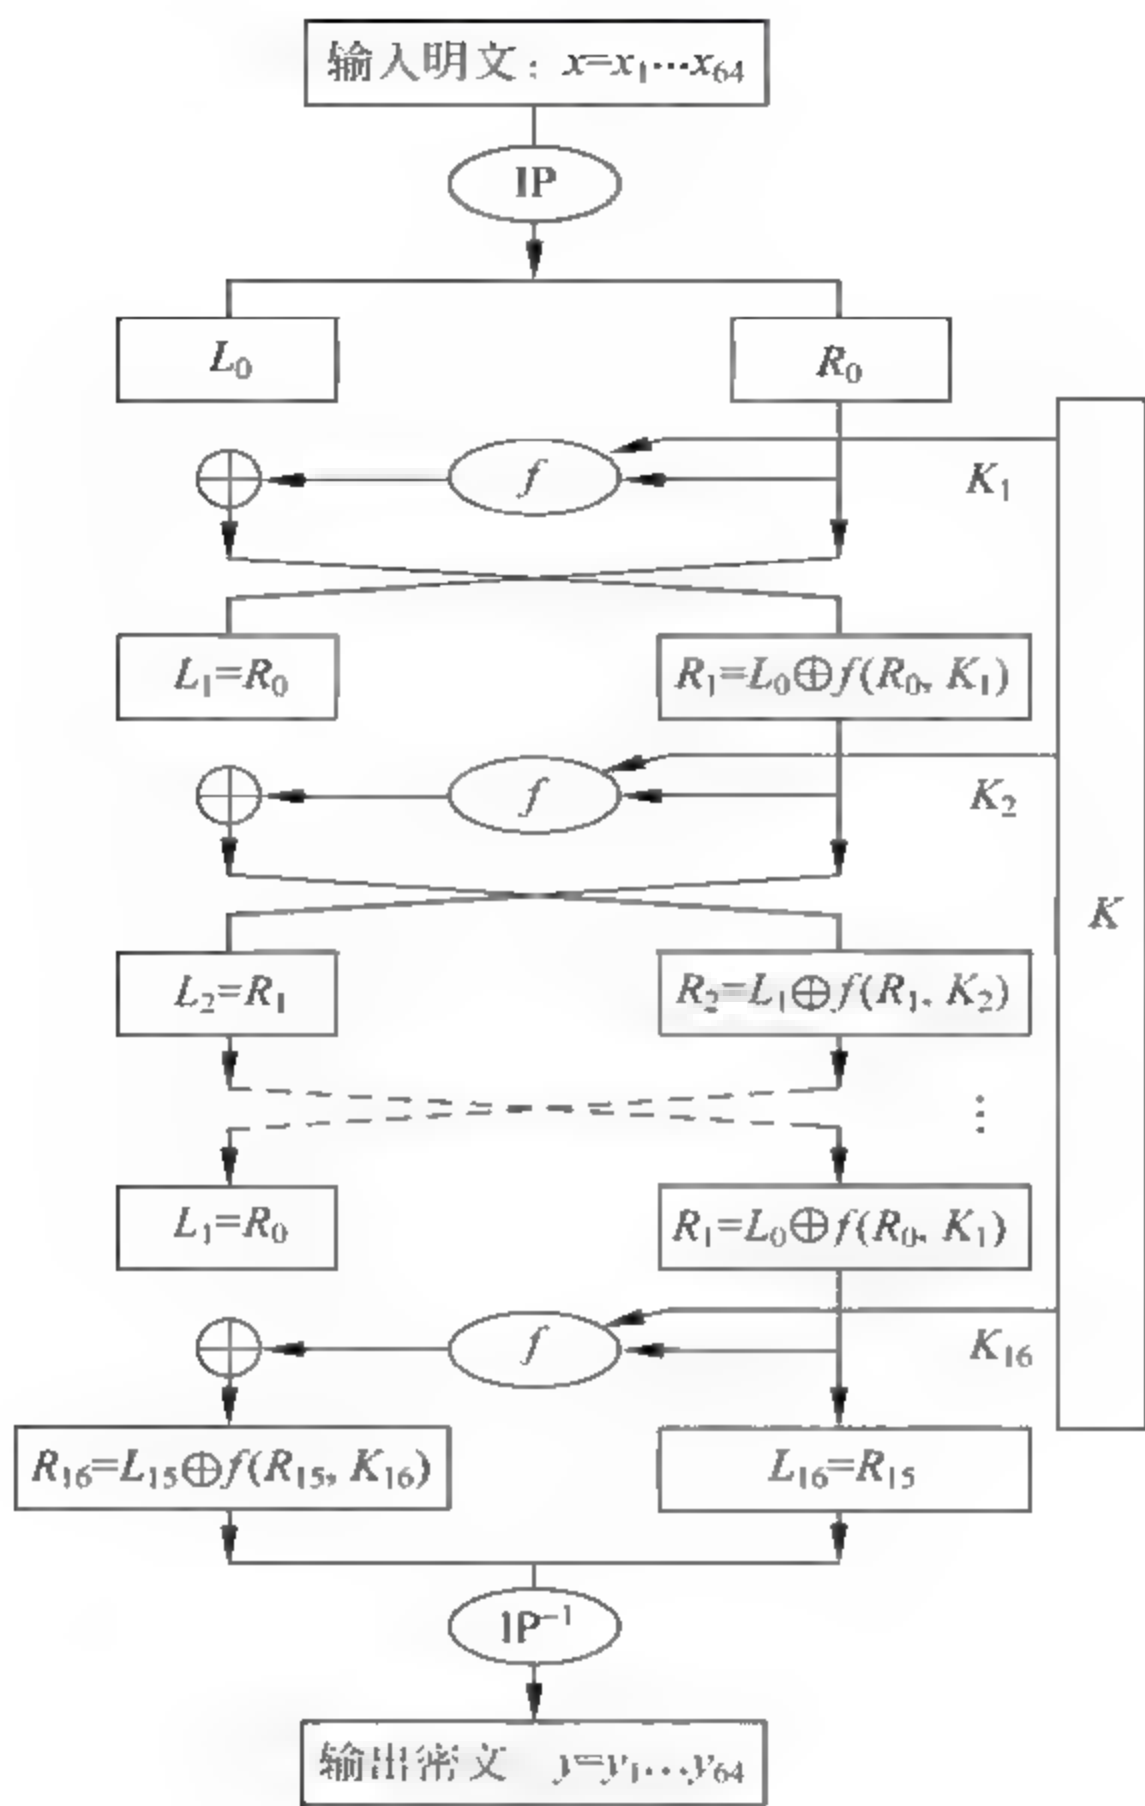 输入明文：x=x₁…x₆₄
IP
L₀
R₀
f
K₁
L₁=R₀
R₁=L₀⊕f(R₀, K₁)
f
K₂
K
L₂=R₁
R₂=L₁⊕f(R₁, K₂)
⋮
L₁=R₀
R₁=L₀⊕f(R₀, K₁)
f
K₁₆
R₁₆=L₁₅⊕f(R₁₅, K₁₆)
L₁₆=R₁₅
IP⁻¹
输出密文 y=y₁…y₆₄